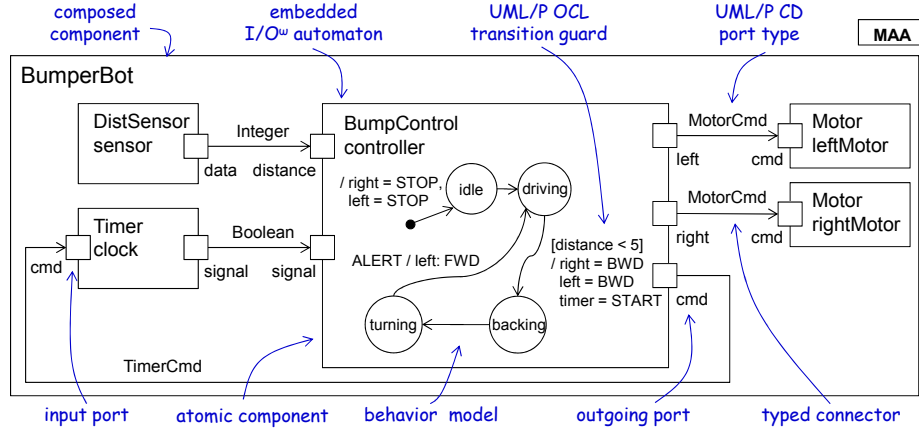 composed
component
embedded
I/Oω automaton
UML/P OCL
transition guard
UML/P CD
port type
MAA
BumperBot
DistSensor
sensor
Integer
data
distance
BumpControl
controller
/ right = STOP,
left = STOP
idle
driving
MotorCmd
left
cmd
Motor
leftMotor
Timer
clock
cmd
Boolean
signal
signal
ALERT / left: FWD
[distance < 5]
/ right = BWD
left = BWD
timer = START
MotorCmd
right
cmd
Motor
rightMotor
cmd
turning
backing
TimerCmd
input port
atomic component
behavior model
outgoing port
typed connector